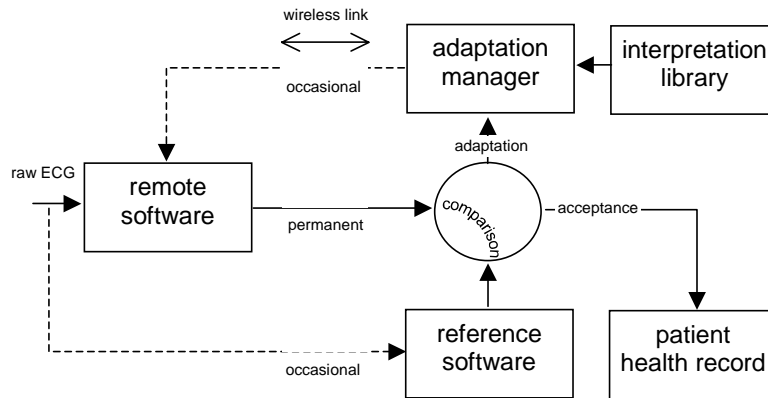 wireless link
adaptation
manager
interpretation
library
occasional
adaptation
raw ECG
remote
software
permanent
comparison
acceptance
reference
software
patient
health record
occasional